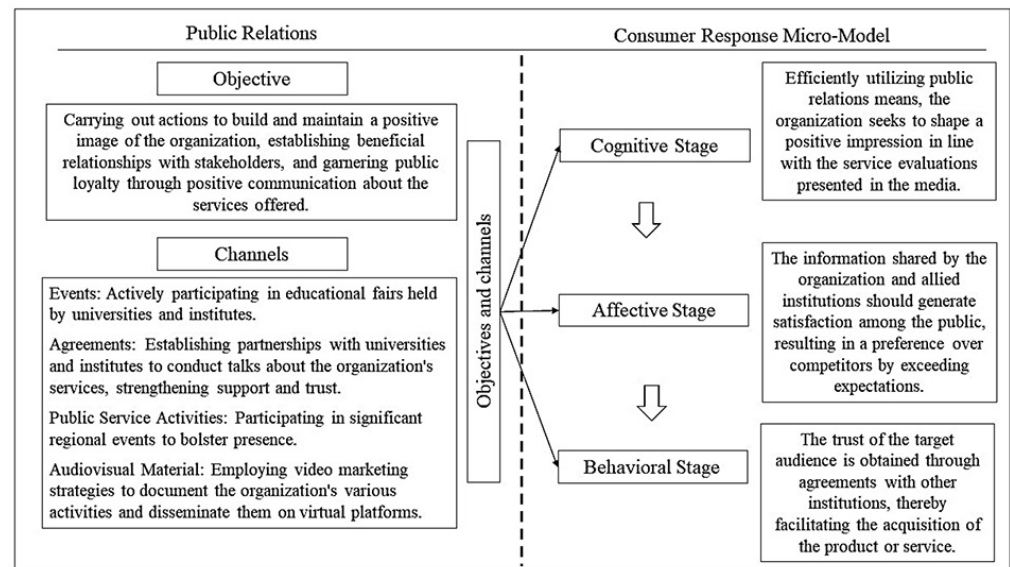 Public Relations
Objective
Carrying out actions to build and maintain a positive
image of the organization, establishing beneficial
relationships with stakeholders, and garnering public
loyalty through positive communication about the
services offered.
Channels
Events: Actively participating in educational fairs held
by universities and institutes.
Agreements: Establishing partnerships with universities
and institutes to conduct talks about the organization's
services, strengthening support and trust.
Public Service Activities: Participating in significant
regional events to bolster presence.
Audiovisual Material: Employing video marketing
strategies to document the organization's various
activities and disseminate them on virtual platforms.
Objectives and channels
Consumer Response Micro-Model
Cognitive Stage
Efficiently utilizing public
relations means, the
organization seeks to shape a
positive impression in line
with the service evaluations
presented in the media.
Affective Stage
The information shared by the
organization and allied
institutions should generate
satisfaction among the public,
resulting in a preference over
competitors by exceeding
expectations.
Behavioral Stage
The trust of the target
audience is obtained through
agreements with other
institutions, thereby
facilitating the acquisition of
the product or service.